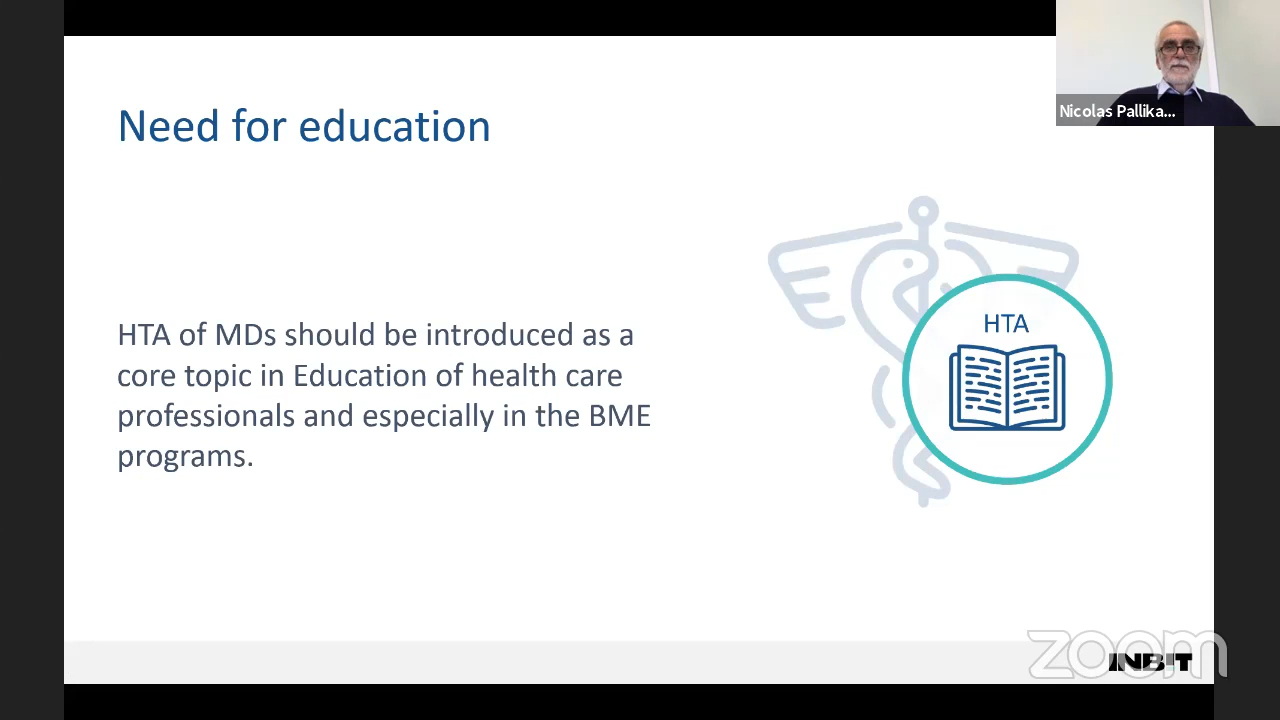 Nicolas Pallika...
Need for education
HTA of MDs should be introduced as a
core topic in Education of health care
professionals and especially in the BME
programs.
HTA
zoom
INBIT